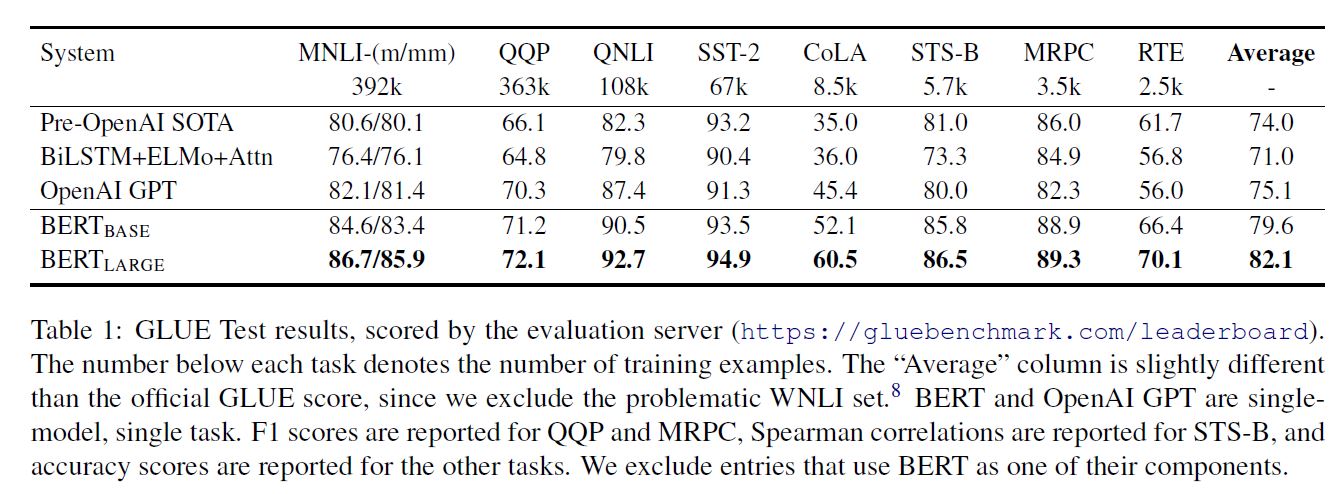 System MNLI-(m/mm) QQP QNLI SST-2 CoLA STS-B MRPC RTE Average
392k 363k 108k 67k 8.5k 5.7k 3.5k 2.5k -
Pre-OpenAI SOTA 80.6/80.1 66.1 82.3 93.2 35.0 81.0 86.0 61.7 74.0
BiLSTM+ELMo+Attn 76.4/76.1 64.8 79.8 90.4 36.0 73.3 84.9 56.8 71.0
OpenAI GPT 82.1/81.4 70.3 87.4 91.3 45.4 80.0 82.3 56.0 75.1
BERTBASE 84.6/83.4 71.2 90.5 93.5 52.1 85.8 88.9 66.4 79.6
BERTLARGE 86.7/85.9 72.1 92.7 94.9 60.5 86.5 89.3 70.1 82.1
Table 1: GLUE Test results, scored by the evaluation server (https://gluebenchmark.com/leaderboard).
The number below each task denotes the number of training examples. The “Average” column is slightly different
than the official GLUE score, since we exclude the problematic WNLI set.8 BERT and OpenAI GPT are single-
model, single task. F1 scores are reported for QQP and MRPC, Spearman correlations are reported for STS-B, and
accuracy scores are reported for the other tasks. We exclude entries that use BERT as one of their components.